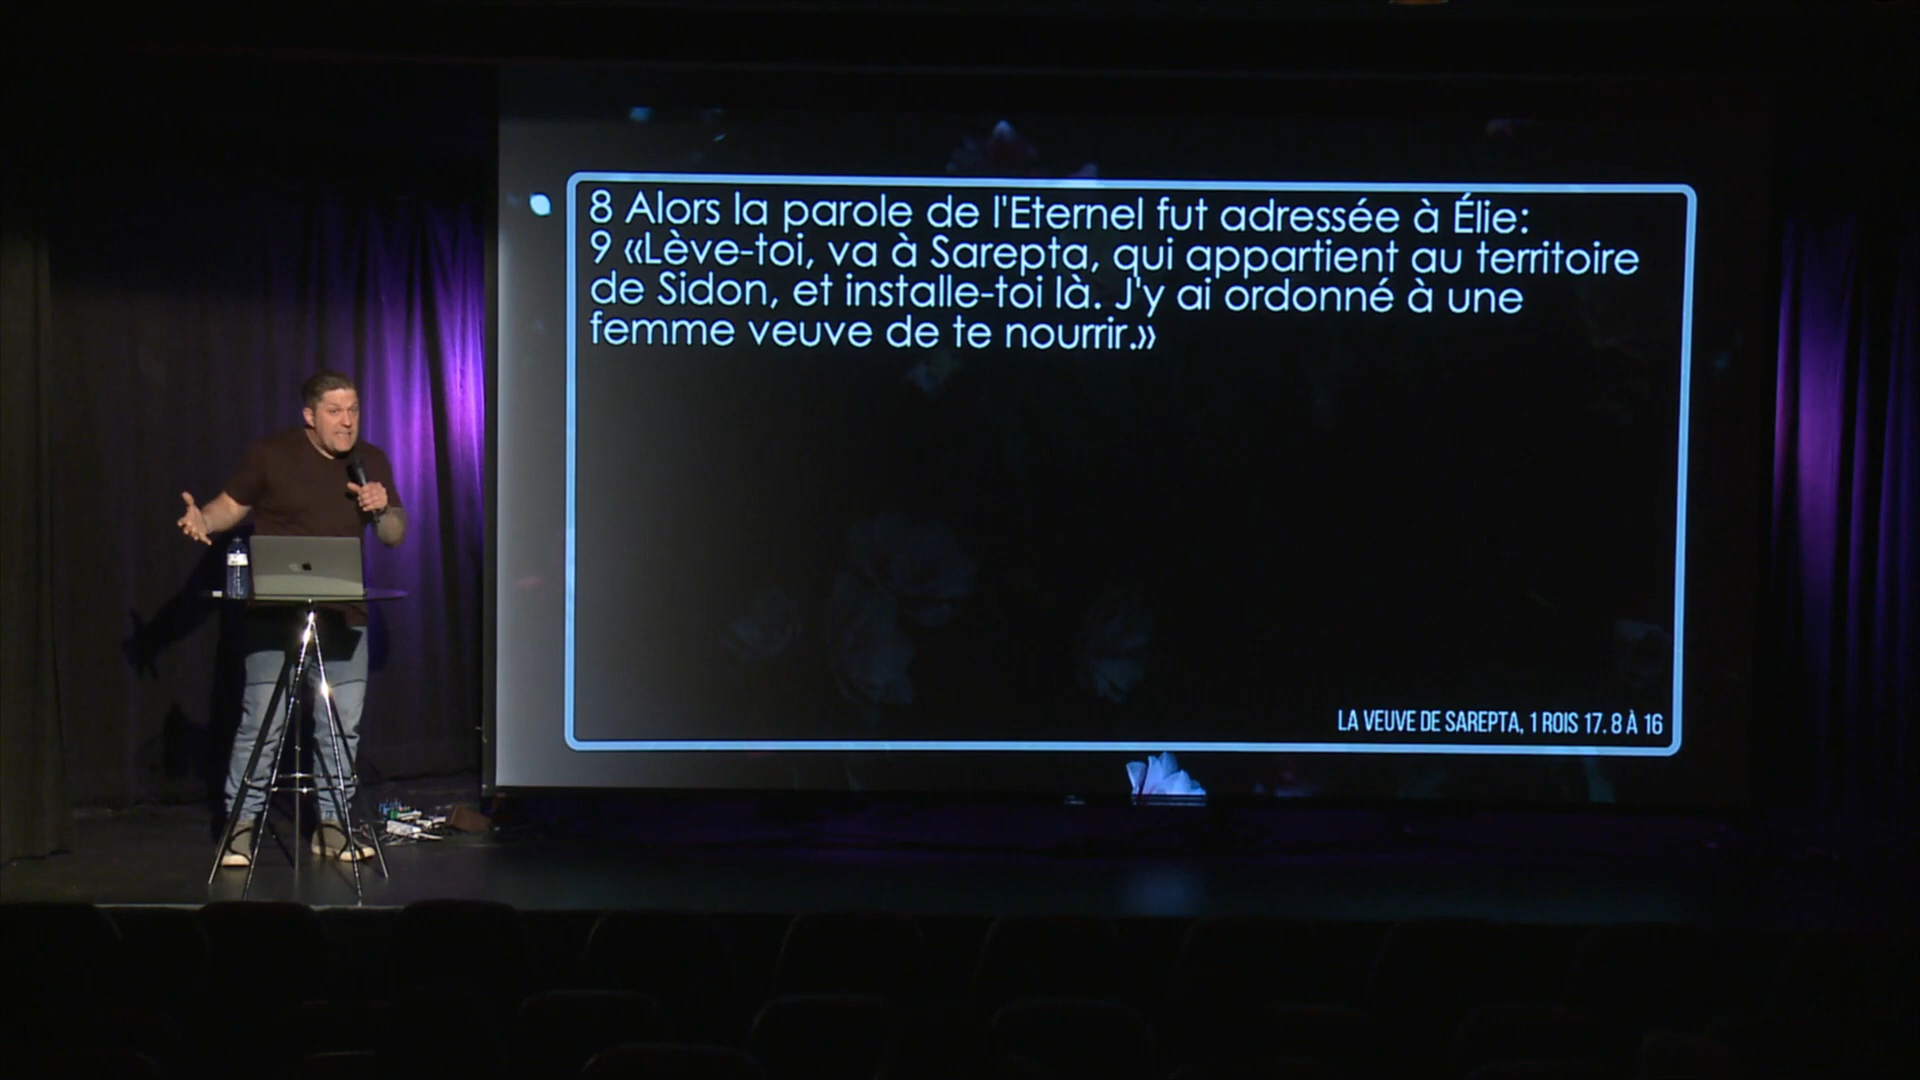 8 Alors la parole de l'Eternel fut adressée à Élie:
9 «Lève-toi, va à Sarepta, qui appartient au territoire
de Sidon, et installe-toi là. J'y ai ordonné à une
femme veuve de te nourrir.»
LA VEUVE DE SAREPTA, 1 ROIS 17. 8 À 16